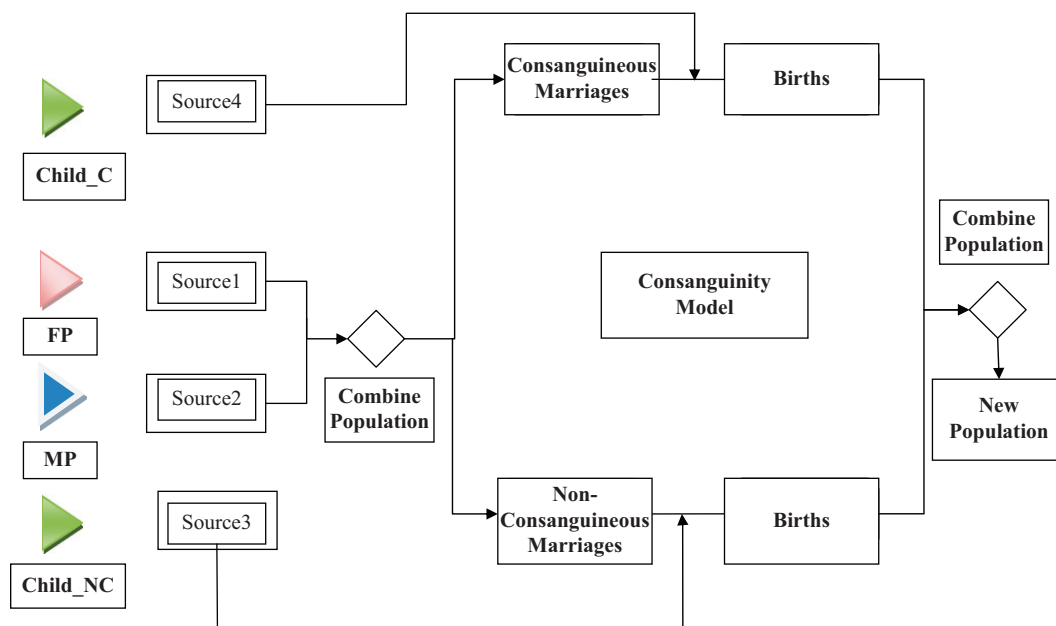 Source4
Child_C
Consanguineous
Marriages
Births
Source1
FP
Source2
MP
Combine
Population
Consanguinity
Model
Combine
Population
New
Population
Source3
Child_NC
Non-
Consanguineous
Marriages
Births